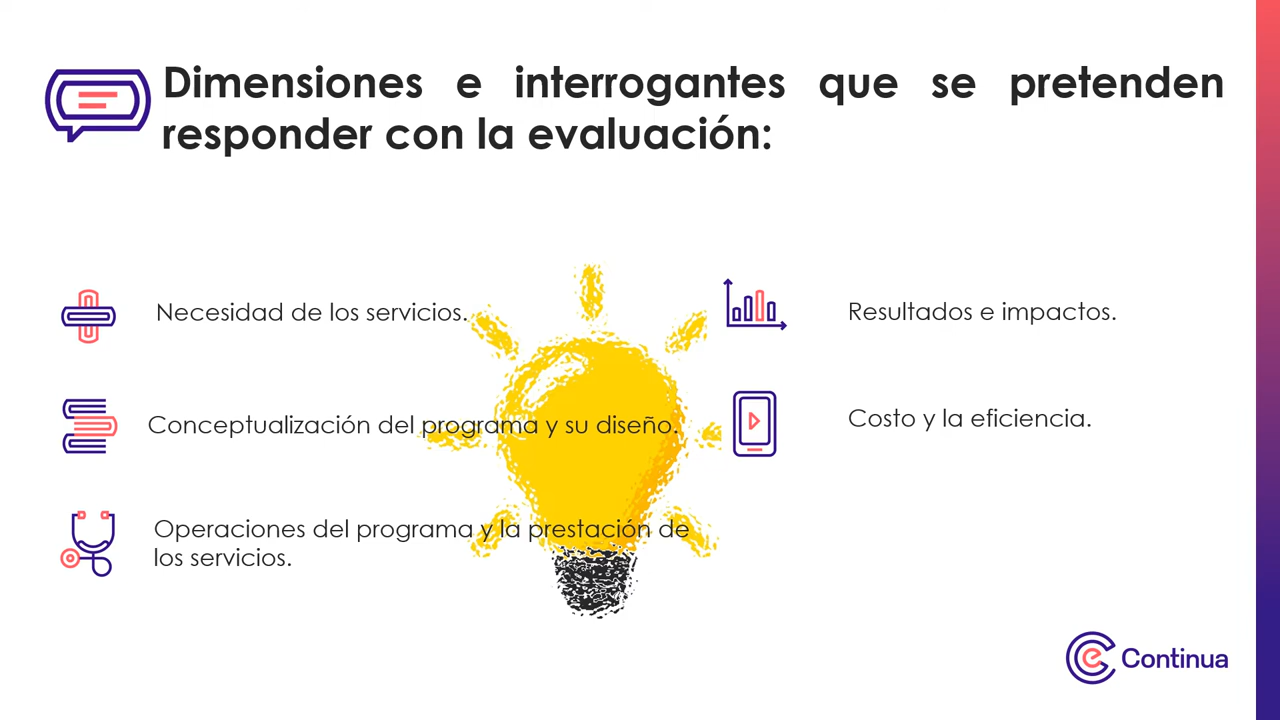 Dimensiones e interrogantes que se pretenden
responder con la evaluación:
Necesidad de los servicios.
Conceptualización del programa y su diseño.
Operaciones del programa y la prestación de
los servicios.
Resultados e impactos.
Costo y la eficiencia.
Continua